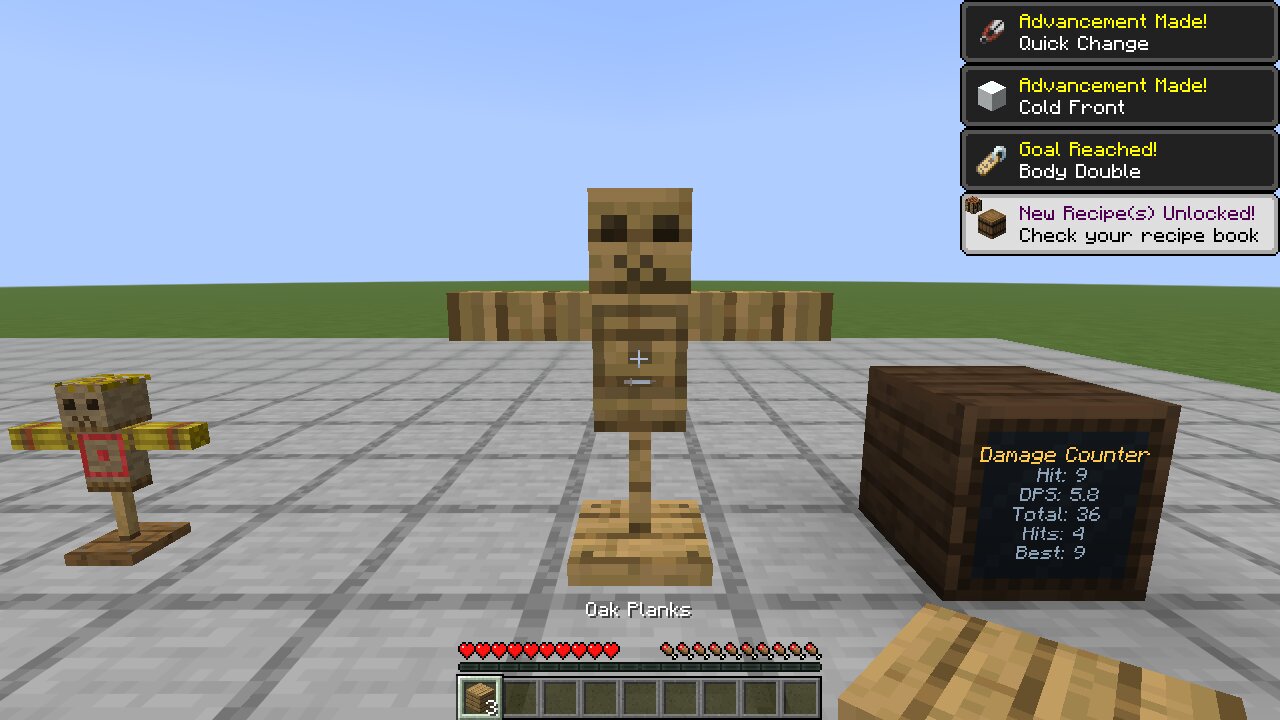 Advancement Made!
Quick Change
Advancement Made!
Cold Front
Goal Reached!
Body Double
New Recipe(s) Unlocked!
Check your recipe book
Damage Counter
Hit: 9
DPS: 5.8
Total: 36
Hits: 4
Best: 9
Oak Planks
3